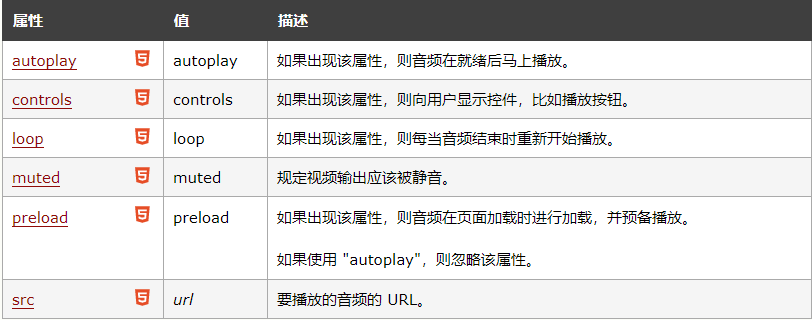 属性 值 描述
autoplay 5 autoplay 如果出现该属性，则音频在就绪后马上播放。
controls 5 controls 如果出现该属性，则向用户显示控件，比如播放按钮。
loop 5 loop 如果出现该属性，则每当音频结束时重新开始播放。
muted 5 muted 规定视频输出应该被静音。
preload 5 preload 如果出现该属性，则音频在页面加载时进行加载，并预备播放。
如果使用 "autoplay"，则忽略该属性。
src 5 url 要播放的音频的 URL。